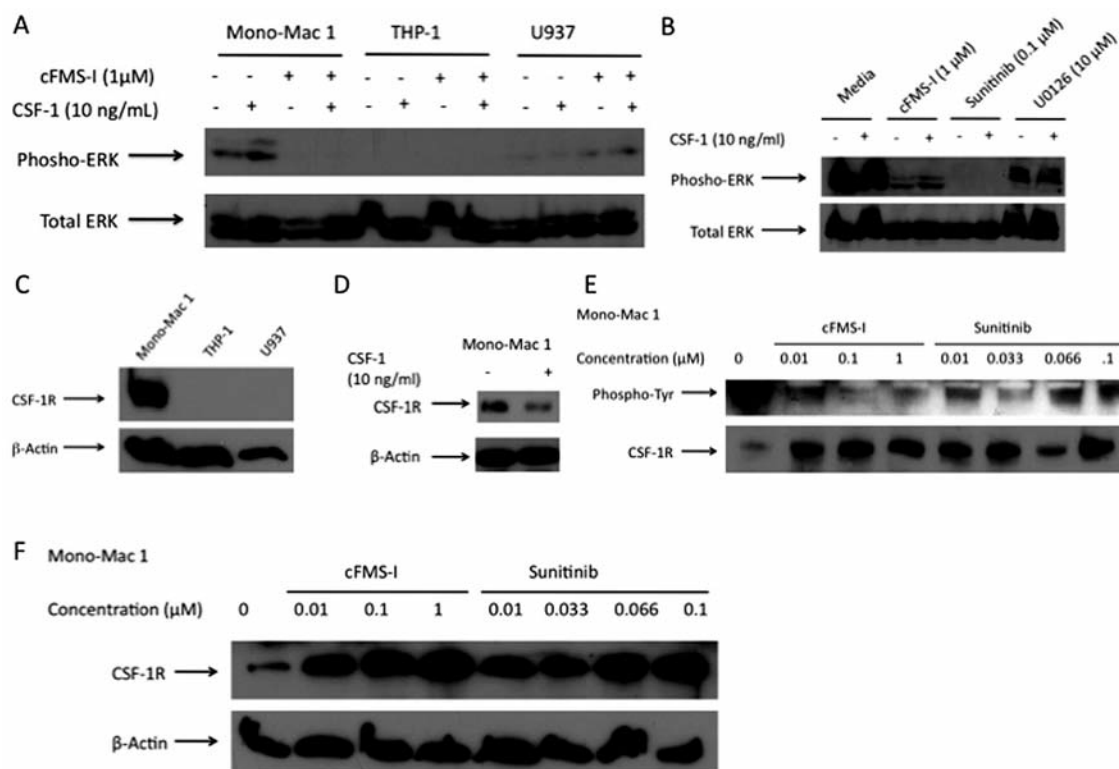 A
Mono-Mac 1 THP-1 U937
cFMS-I (1μM) - - + + - - + + - - + +
CSF-1 (10 ng/mL) - + - + - + - + - + - +
Phosho-ERK
Total ERK
B
Media cFMS-I (1 μM) Sunitinib (0.1 μM) U0126 (10 μM)
CSF-1 (10 ng/ml) - + - + - + - +
Phosho-ERK
Total ERK
C
Mono-Mac 1 THP-1 U937
CSF-1R
β-Actin
D
Mono-Mac 1
CSF-1
(10 ng/ml) - +
CSF-1R
β-Actin
E
Mono-Mac 1
cFMS-I Sunitinib
Concentration (μM) 0 0.01 0.1 1 0.01 0.033 0.066 .1
Phospho-Tyr
CSF-1R
F Mono-Mac 1
cFMS-I Sunitinib
Concentration (μM) 0 0.01 0.1 1 0.01 0.033 0.066 0.1
CSF-1R
β-Actin